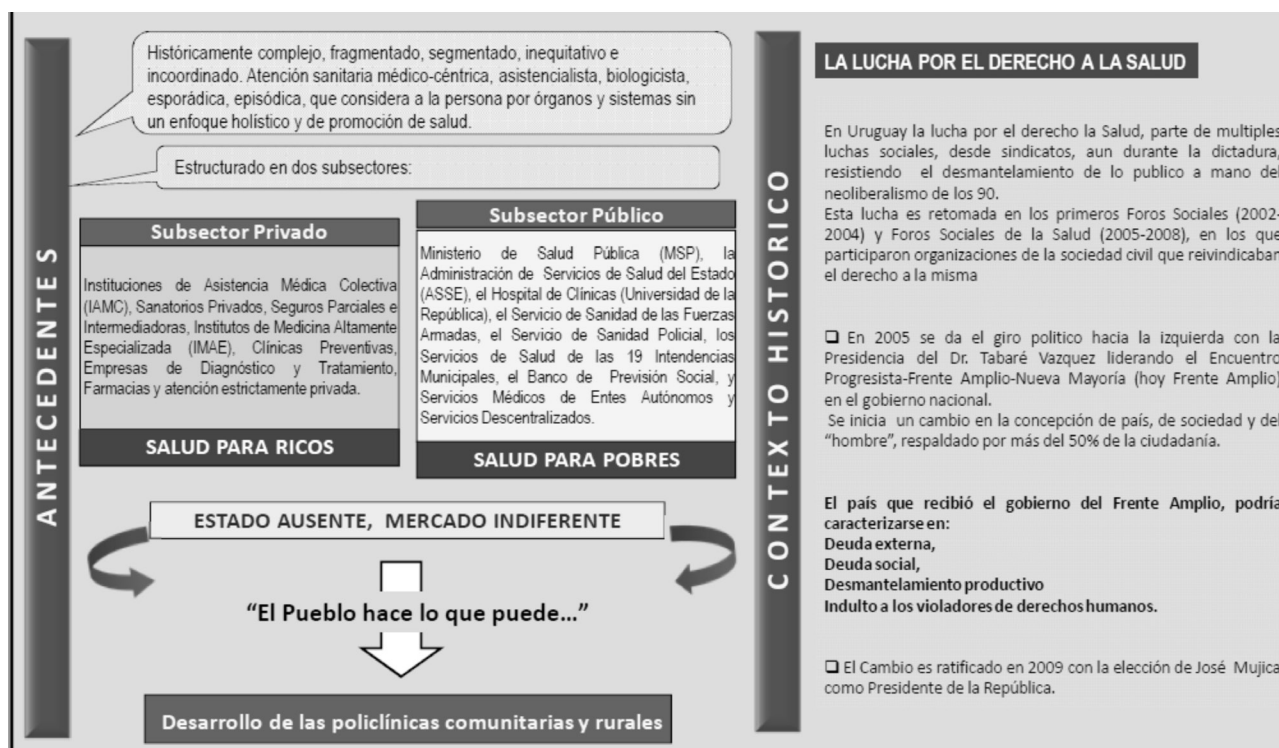 ANTECEDENTES
Históricamente complejo, fragmentado, segmentado, inequitativo e
incoordinado. Atención sanitaria médico-céntrica, asistencialista, biologicista,
esporádica, episódica, que considera a la persona por órganos y sistemas sin
un enfoque holístico y de promoción de salud.
Estructurado en dos subsectores:
Subsector Privado
Instituciones de Asistencia Médica Colectiva
(IAMC), Sanatorios Privados, Seguros Parciales e
Intermediadoras, Institutos de Medicina Altamente
Especializada (IMAE), Clínicas Preventivas,
Empresas de Diagnóstico y Tratamiento,
Farmacias y atención estrictamente privada.
SALUD PARA RICOS
Subsector Público
Ministerio de Salud Pública (MSP), la
Administración de Servicios de Salud del Estado
(ASSE), el Hospital de Clínicas (Universidad de la
República), el Servicio de Sanidad de las Fuerzas
Armadas, el Servicio de Sanidad Policial, los
Servicios de Salud de las 19 Intendencias
Municipales, el Banco de Previsión Social, y
Servicios Médicos de Entes Autónomos y
Servicios Descentralizados.
SALUD PARA POBRES
ESTADO AUSENTE, MERCADO INDIFERENTE
“El Pueblo hace lo que puede...”
Desarrollo de las policlínicas comunitarias y rurales
CONTEXTO HISTORICO
LA LUCHA POR EL DERECHO A LA SALUD
En Uruguay la lucha por el derecho la Salud, parte de multiples
luchas sociales, desde sindicatos, aun durante la dictadura,
resistiendo el desmantelamiento de lo publico a mano del
neoliberalismo de los 90.
Esta lucha es retomada en los primeros Foros Sociales (2002-
2004) y Foros Sociales de la Salud (2005-2008), en los que
participaron organizaciones de la sociedad civil que reivindicaban
el derecho a la misma
❑ En 2005 se da el giro politico hacia la izquierda con la
Presidencia del Dr. Tabaré Vazquez liderando el Encuentro
Progresista-Frente Amplio-Nueva Mayoría (hoy Frente Amplio)
en el gobierno nacional.
Se inicia un cambio en la concepción de país, de sociedad y del
“hombre”, respaldado por más del 50% de la ciudadanía.
El país que recibió el gobierno del Frente Amplio, podría
caracterizarse en:
Deuda externa,
Deuda social,
Desmantelamiento productivo
Indulto a los violadores de derechos humanos.
❑ El Cambio es ratificado en 2009 con la elección de José Mujica
como Presidente de la República.